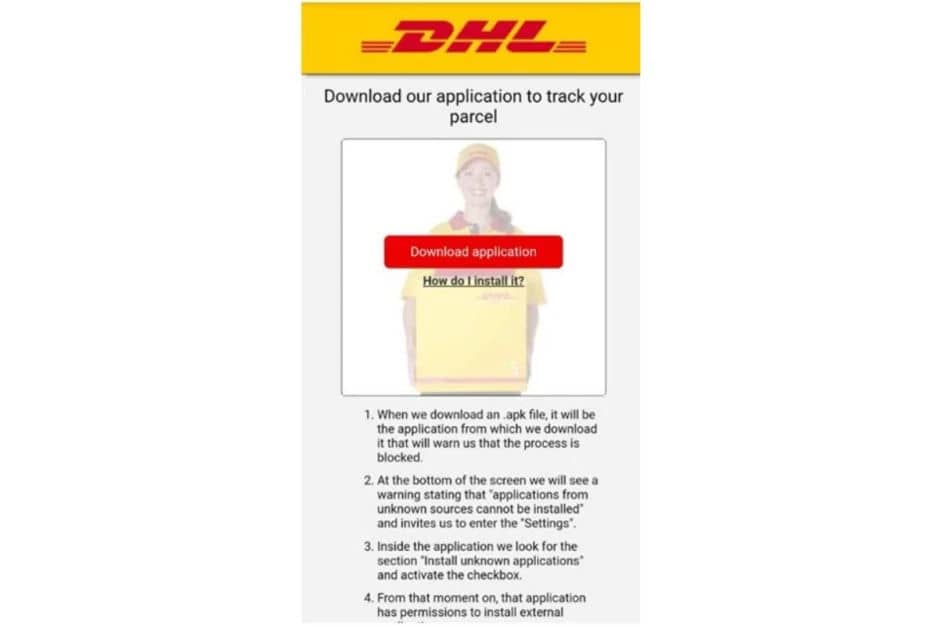 DHL
Download our application to track your
parcel
Download application
How do I install it?
1. When we download an .apk file, it will be
the application from which we download
it that will warn us that the process is
blocked.
2. At the bottom of the screen we will see a
warning stating that "applications from
unknown sources cannot be installed"
and invites us to enter the "Settings".
3. Inside the application we look for the
section "Install unknown applications"
and activate the checkbox.
4. From that moment on, that application
has permissions to install external